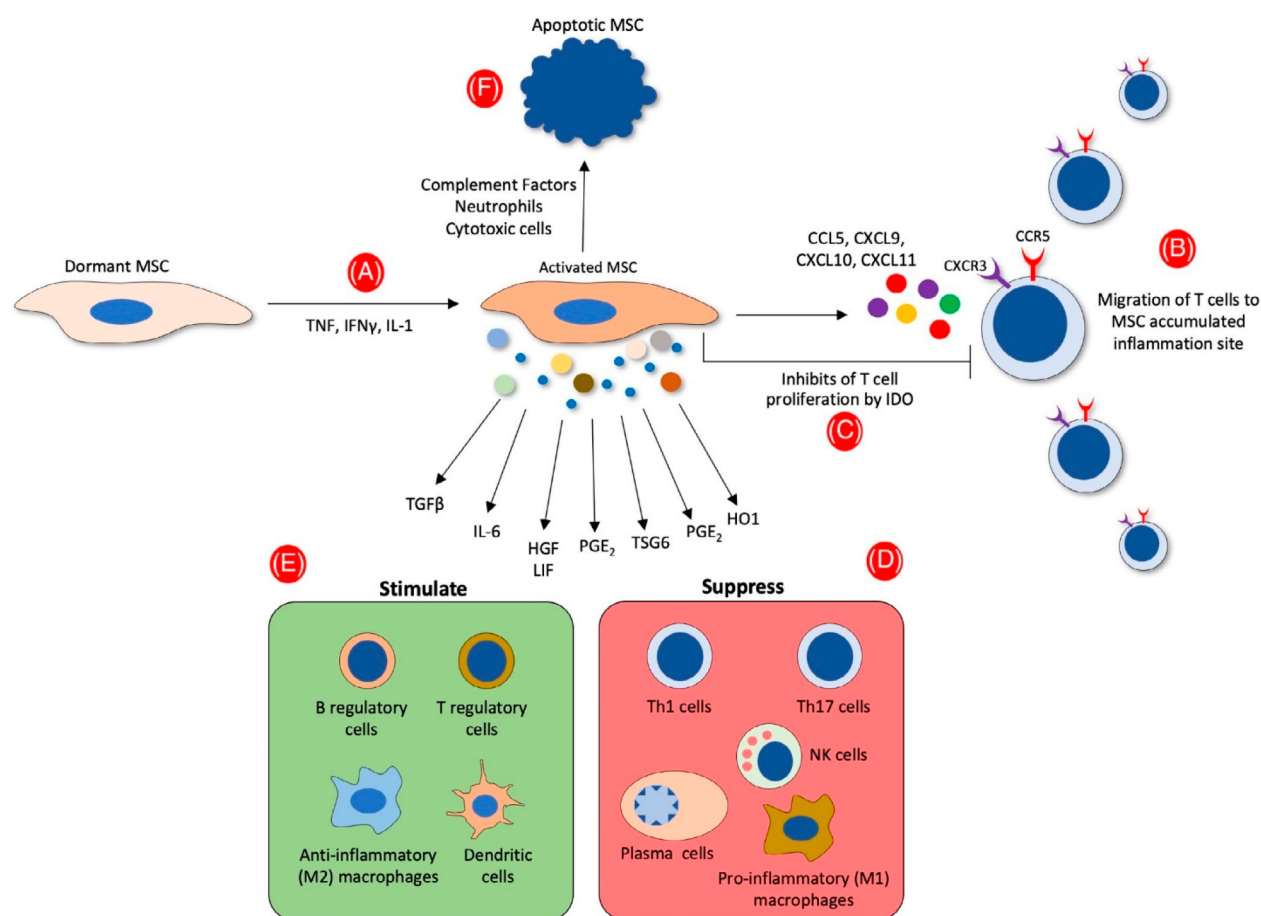 Apoptotic MSC
(F)
Complement Factors
Neutrophils
Cytotoxic cells
Dormant MSC
(A)
TNF, IFNγ, IL-1
Activated MSC
CCL5, CXCL9,
CXCL10, CXCL11
CXCR3
CCR5
(B)
Migration of T cells to
MSC accumulated
inflammation site
Inhibits of T cell
proliferation by IDO
(C)
TGFβ
IL-6
HGF
LIF
PGE₂
TSG6
PGE₂
HO1
(E)
Stimulate
B regulatory
cells
T regulatory
cells
Anti-inflammatory
(M2) macrophages
Dendritic
cells
(D)
Suppress
Th1 cells
Th17 cells
NK cells
Plasma cells
Pro-inflammatory (M1)
macrophages